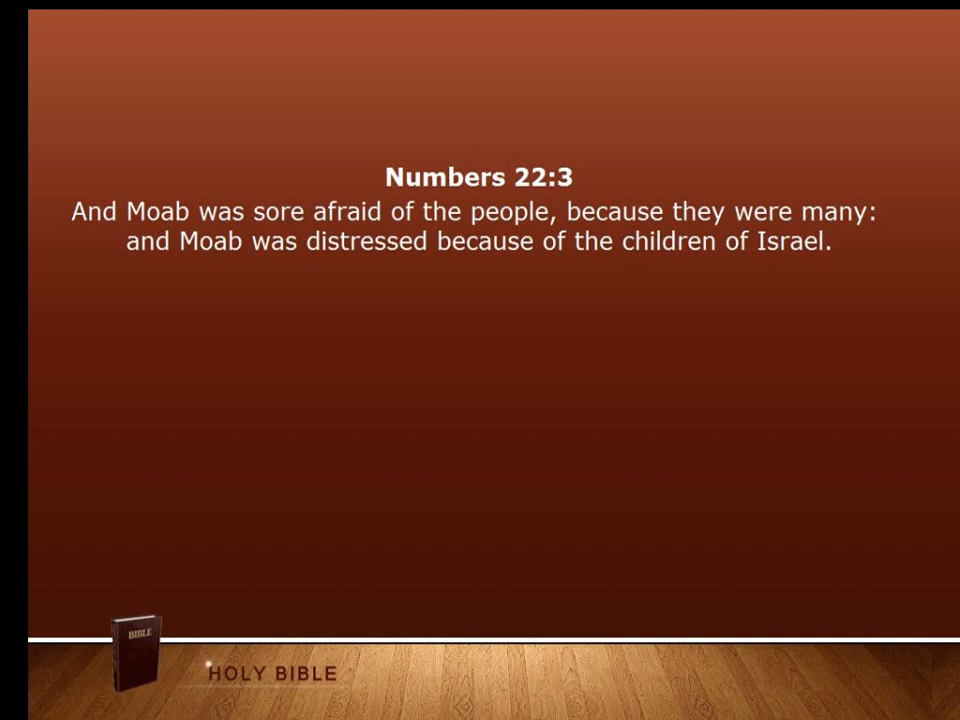 Numbers 22:3
And Moab was sore afraid of the people, because they were many:
and Moab was distressed because of the children of Israel.
BIBLE
HOLY BIBLE